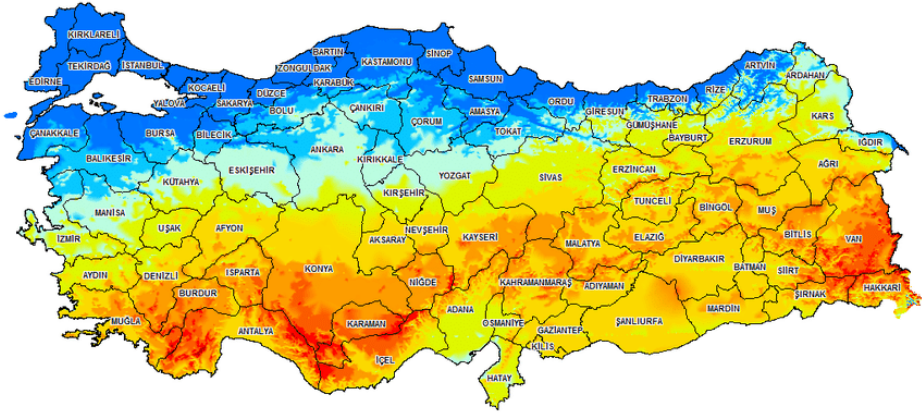 KIRKLARELİ
EDİRNE
TEKİRDAĞ
İSTANBUL
KOCAELİ
YALOVA
SAKARYA
DÜZCE
BOLU
ZONGULDAK
BARTIN
KARABÜK
KASTAMONU
SİNOP
SAMSUN
ÇANKIRI
ÇORUM
AMASYA
TOKAT
ORDU
GİRESUN
TRABZON
RİZE
ARTVİN
ARDAHAN
KARS
GÜMÜŞHANE
BAYBURT
ERZURUM
IĞDIR
AĞRI
ÇANAKKALE
BURSA
BİLECİK
BALIKESİR
KÜTAHYA
ESKİŞEHİR
ANKARA
KIRIKKALE
YOZGAT
KIRŞEHİR
SİVAS
ERZİNCAN
TUNCELİ
BİNGÖL
MUŞ
BİTLİS
VAN
MANİSA
İZMİR
UŞAK
AFYON
AKSARAY
NEVŞEHİR
KAYSERİ
MALATYA
ELAZIĞ
DİYARBAKIR
BATMAN
SİİRT
ŞIRNAK
HAKKARİ
AYDIN
DENİZLİ
ISPARTA
BURDUR
KONYA
NİĞDE
KAHRAMANMARAŞ
ADIYAMAN
MARDİN
ŞANLIURFA
MUĞLA
ANTALYA
KARAMAN
İÇEL
ADANA
OSMANİYE
GAZİANTEP
KİLİS
HATAY